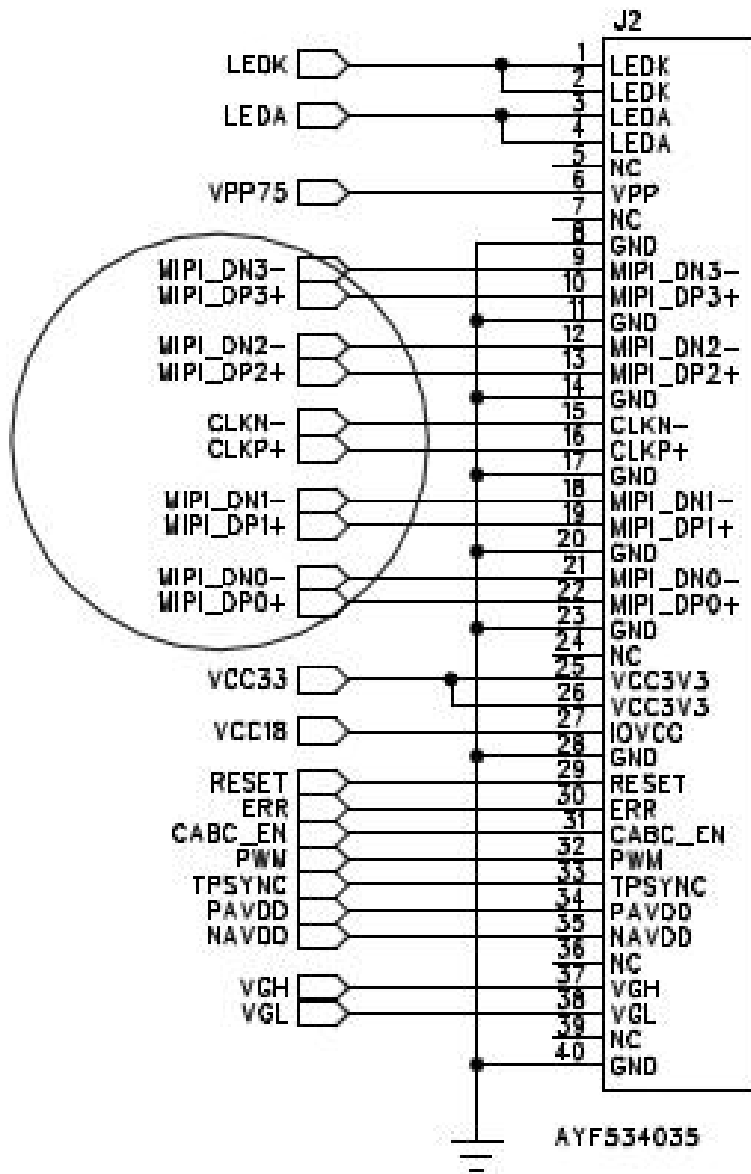 J2
LEDK 1 LEDK
2 LEDK
LEDA 3 LEDA
4 LEDA
5 NC
VPP75 6 VPP
7 NC
8 GND
MIPI_DN3- 9 MIPI_DN3-
MIPI_DP3+ 10 MIPI_DP3+
11 GND
MIPI_DN2- 12 MIPI_DN2-
MIPI_DP2+ 13 MIPI_DP2+
14 GND
CLKN- 15 CLKN-
CLKP+ 16 CLKP+
17 GND
MIPI_DN1- 18 MIPI_DN1-
MIPI_DP1+ 19 MIPI_DP1+
20 GND
MIPI_DN0- 21 MIPI_DN0-
MIPI_DP0+ 22 MIPI_DP0+
23 GND
24 NC
VCC33 25 VCC3V3
26 VCC3V3
VCC18 27 IOVCC
28 GND
RESET 29 RESET
ERR 30 ERR
CABC_EN 31 CABC_EN
PWM 32 PWM
TPSYNC 33 TPSYNC
PAVDD 34 PAVDD
NAVDD 35 NAVDD
36 NC
VGH 37 VGH
VGL 38 VGL
39 NC
40 GND
AYF534035